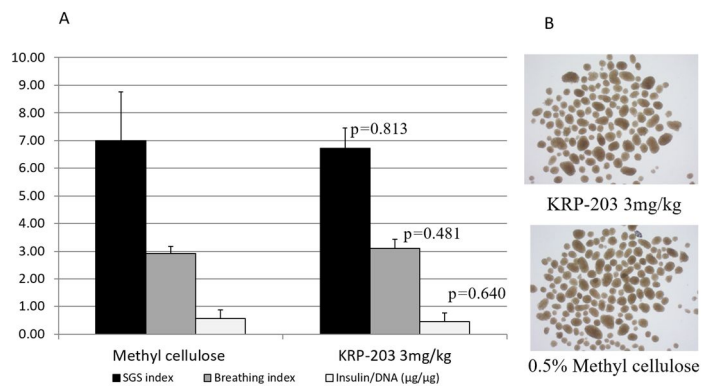 A
10.00
9.00
8.00
7.00
6.00
5.00
4.00
3.00
2.00
1.00
0.00
p=0.813
p=0.481
p=0.640
Methyl cellulose
KRP-203 3mg/kg
SGS index
Breathing index
Insulin/DNA (µg/µg)
B
KRP-203 3mg/kg
0.5% Methyl cellulose